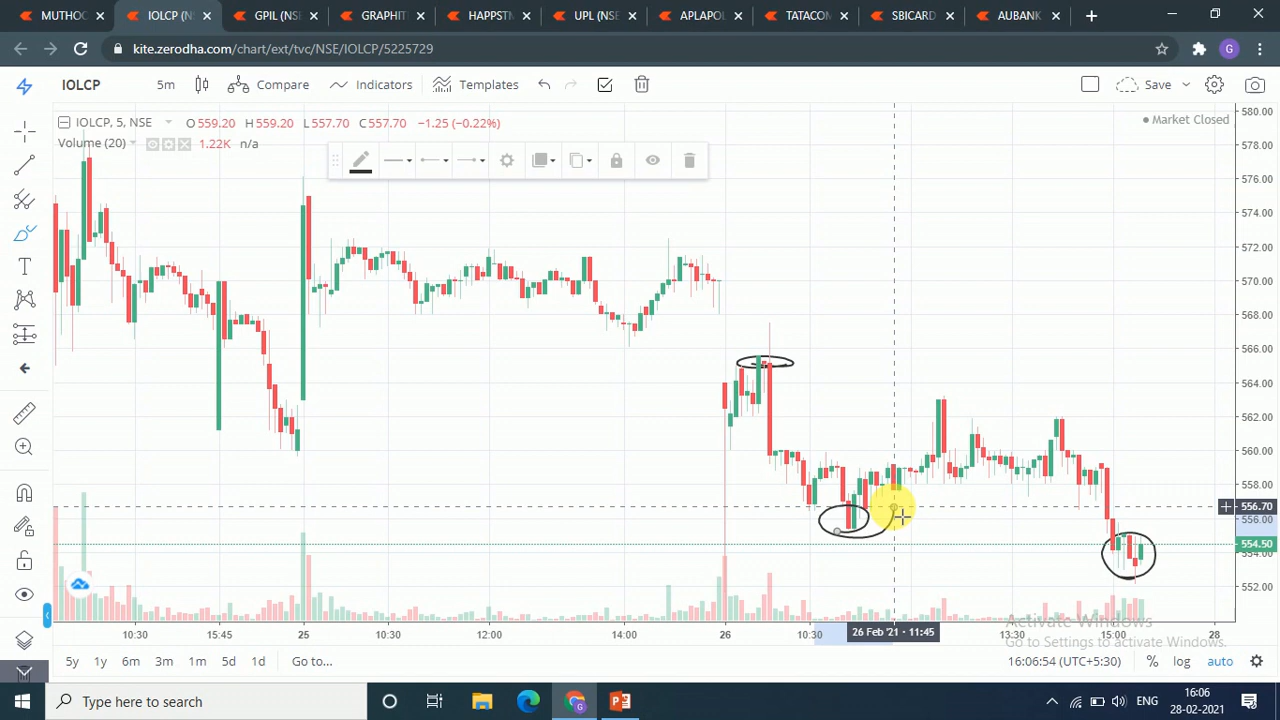 MUTHOC
IOLCP (N
GPIL (NS
GRAPHIT
HAPPSTM
UPL (NSE
APLAPOL
TATACOM
SBICARD
AUBANK
kite.zerodha.com/chart/ext/tvc/NSE/IOLCP/5225729
G
IOLCP
5m
Compare
Indicators
Templates
Save
IOLCP, 5, NSE
O559.20 H559.20 L557.70 C557.70 −1.25 (−0.22%)
Volume (20)
1.22K n/a
Market Closed
580.00
578.00
576.00
574.00
572.00
570.00
568.00
566.00
564.00
562.00
560.00
558.00
556.70
556.00
554.50
554.00
552.00
10:30
15:45
25
10:30
12:00
14:00
26
10:30
26 Feb '21 • 11:45
13:30
15:00
28
Activate Windows
Go to Settings to activate Windows.
5y 1y 6m 3m 1m 5d 1d Go to...
16:06:54 (UTC+5:30) % log auto
Type here to search
ENG
16:06
28-02-2021